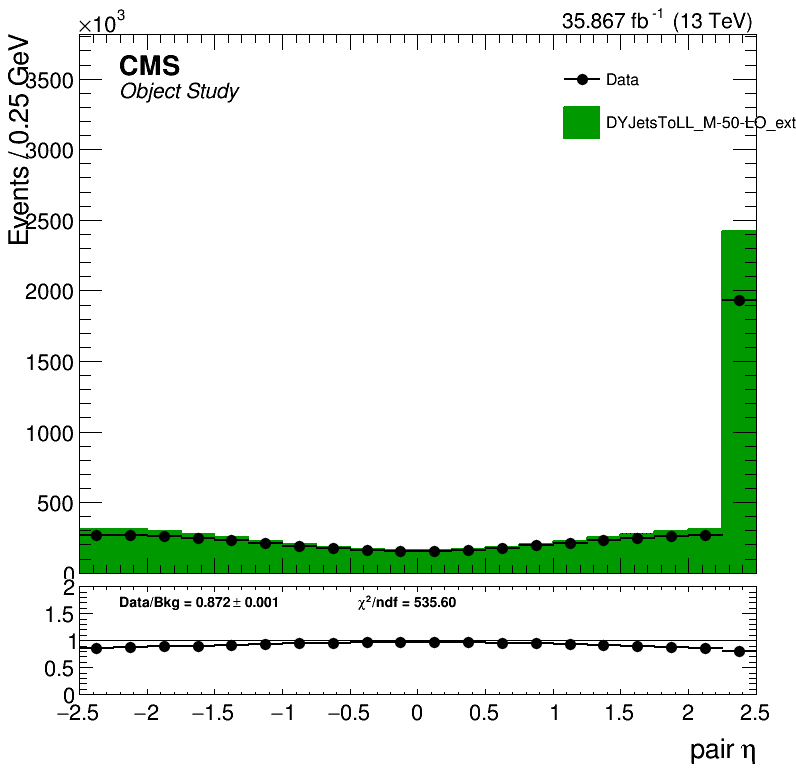 ×10³
35.867 fb⁻¹ (13 TeV)
Events / 0.25 GeV
CMS
Object Study
Data
DYJetsToLL_M-50-LO_ext
3500
3000
2500
2000
1500
1000
500
0
Data/Bkg = 0.872 ± 0.001 χ²/ndf = 535.60
2
1.5
1
0.5
0
−2.5 −2 −1.5 −1 −0.5 0 0.5 1 1.5 2 2.5
pair η